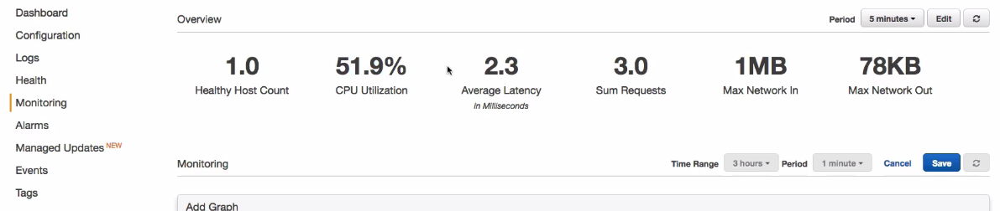 Dashboard
Configuration
Logs
Health
Monitoring
Alarms
Managed Updates NEW
Events
Tags
Overview
Period 5 minutes Edit
1.0 51.9% 2.3 3.0 1MB 78KB
Healthy Host Count CPU Utilization Average Latency Sum Requests Max Network In Max Network Out
in Milliseconds
Monitoring
Time Range 3 hours Period 1 minute Cancel Save
Add Graph